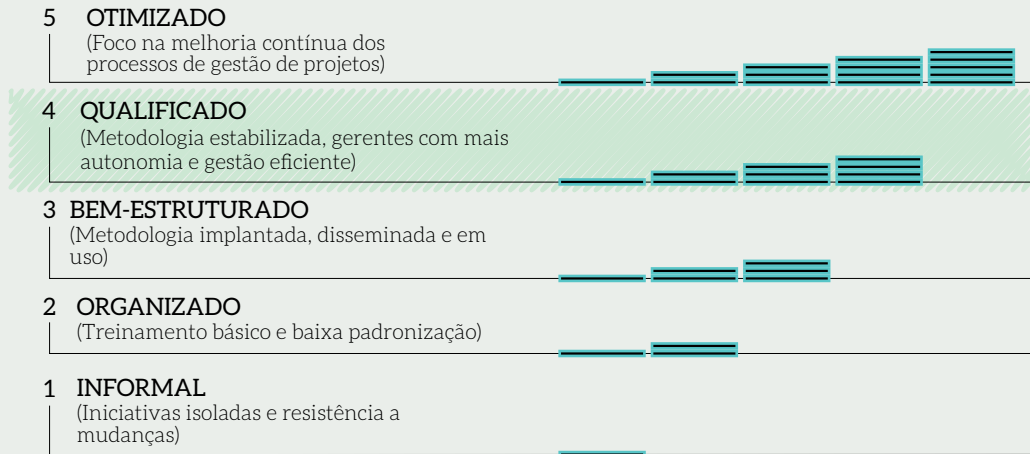 5 OTIMIZADO
(Foco na melhoria contínua dos
processos de gestão de projetos)
4 QUALIFICADO
(Metodologia estabilizada, gerentes com mais
autonomia e gestão eficiente)
3 BEM-ESTRUTURADO
(Metodologia implantada, disseminada e em
uso)
2 ORGANIZADO
(Treinamento básico e baixa padronização)
1 INFORMAL
(Iniciativas isoladas e resistência a
mudanças)